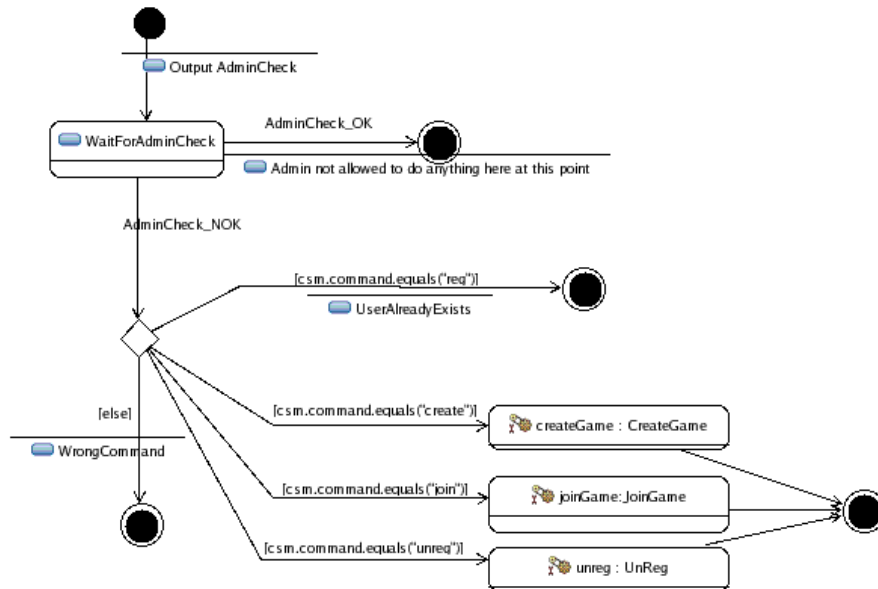 Output AdminCheck
WaitForAdminCheck
AdminCheck_OK
Admin not allowed to do anything here at this point
AdminCheck_NOK
[csm.command.equals("reg")]
UserAlreadyExists
[csm.command.equals("create")]
createGame : CreateGame
[else]
WrongCommand
[csm.command.equals("join")]
joinGame:JoinGame
[csm.command.equals("unreg")]
unreg : UnReg